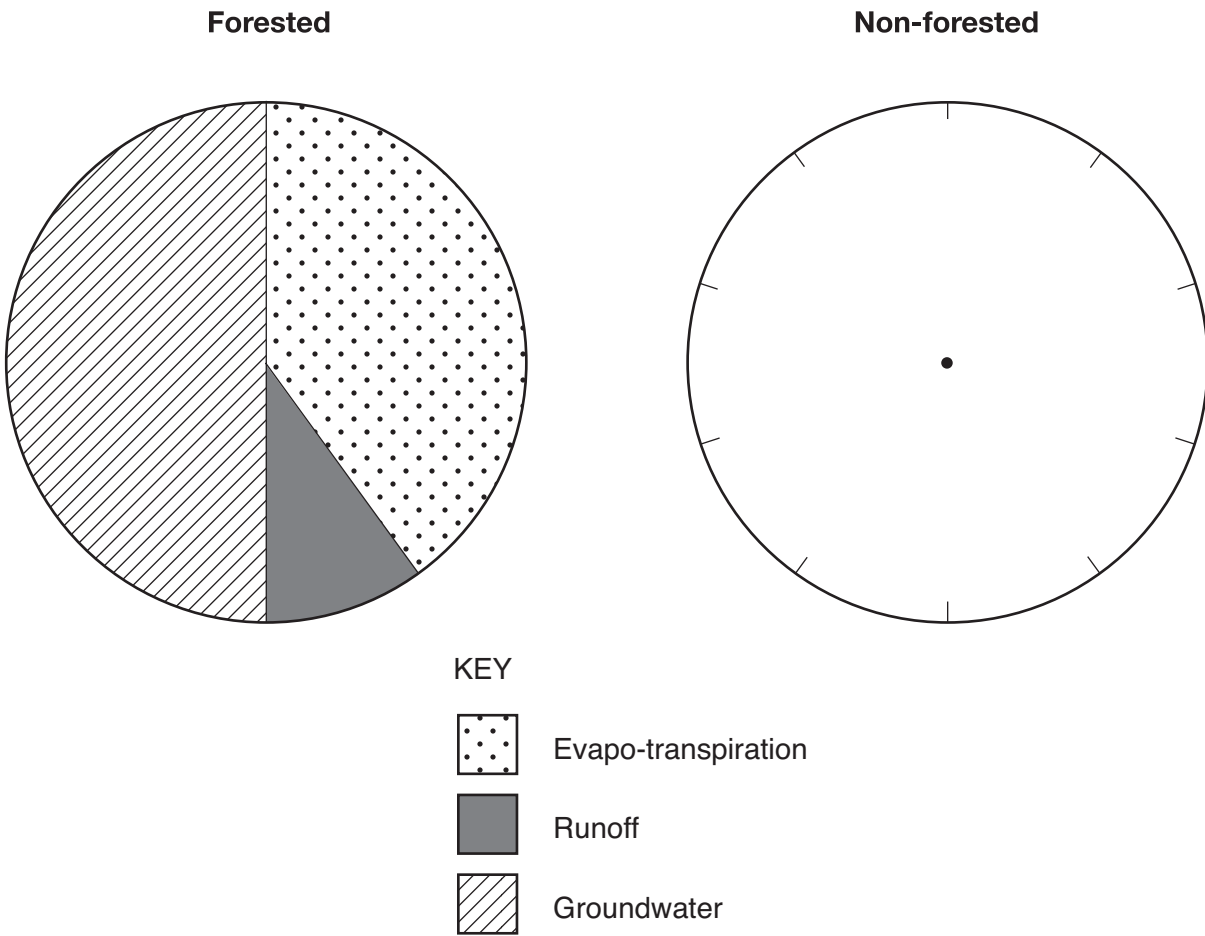 Forested
Non-forested
KEY
Evapo-transpiration
Runoff
Groundwater